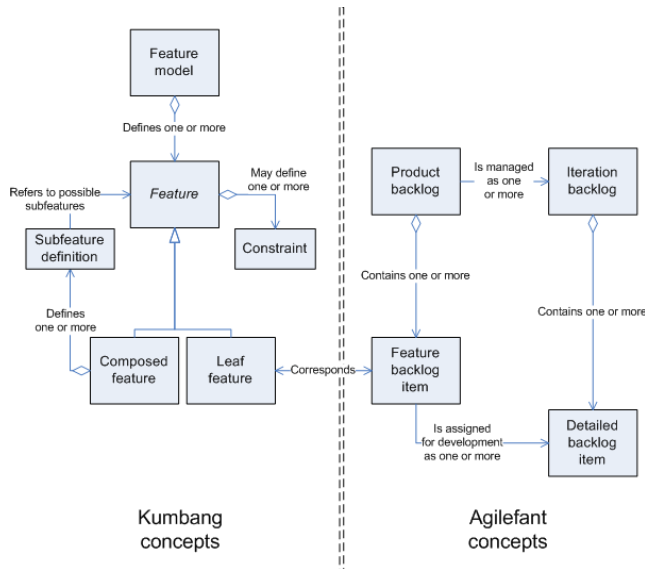 Feature
model
Defines one or more
Refers to possible
subfeatures
Feature
May define
one or more
Subfeature
definition
Constraint
Defines
one or more
Composed
feature
Leaf
feature
Corresponds
Kumbang
concepts
Product
backlog
Is managed
as one
or more
Iteration
backlog
Contains one or more
Contains one or more
Feature
backlog
item
Is assigned
for development
as one or more
Detailed
backlog
item
Agilefant
concepts